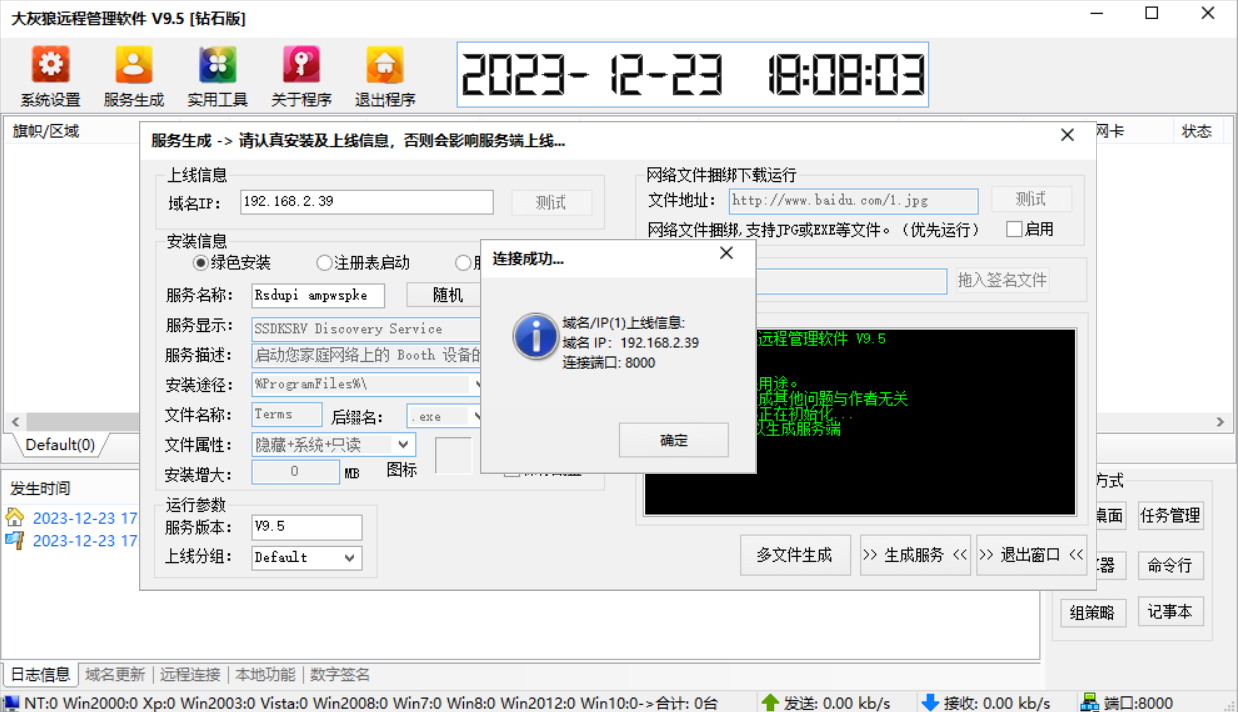 大灰狼远程管理软件 V9.5 [钻石版]
系统设置
服务生成
实用工具
关于程序
退出程序
2023-12-23 18:08:03
旗帜/区域
网卡
状态
服务生成 -> 请认真安装及上线信息，否则会影响服务端上线...
上线信息
域名IP:
192.168.2.39
测试
网络文件捆绑下载运行
文件地址:
http://www.baidu.com/1.jpg
测试
网络文件捆绑,支持JPG或EXE等文件。（优先运行）
启用
安装信息
绿色安装
注册表启动
服务名称:
Rsdupi ampwspke
随机
服务显示:
SSDKSRV Discovery Service
服务描述:
启动您家庭网络上的 Booth 设备的
安装途径:
%ProgramFiles%\
文件名称:
Terms
后缀名:
.exe
文件属性:
隐藏+系统+只读
安装增大:
0
MB
图标
连接成功...
域名/IP(1)上线信息:
域名 IP: 192.168.2.39
连接端口: 8000
确定
拖入签名文件
远程管理软件 V9.5
用途。
成其他问题与作者无关
正在初始化...
以生成服务端
运行参数
服务版本:
V9.5
上线分组:
Default
多文件生成
>> 生成服务 <<
>> 退出窗口 <<
Default(0)
发生时间
2023-12-23 17:
2023-12-23 17:
方式
桌面
任务管理
器
命令行
组策略
记事本
日志信息
域名更新
远程连接
本地功能
数字签名
NT:0 Win2000:0 Xp:0 Win2003:0 Vista:0 Win2008:0 Win7:0 Win8:0 Win2012:0 Win10:0->合计: 0台
发送: 0.00 kb/s
接收: 0.00 kb/s
端口:8000